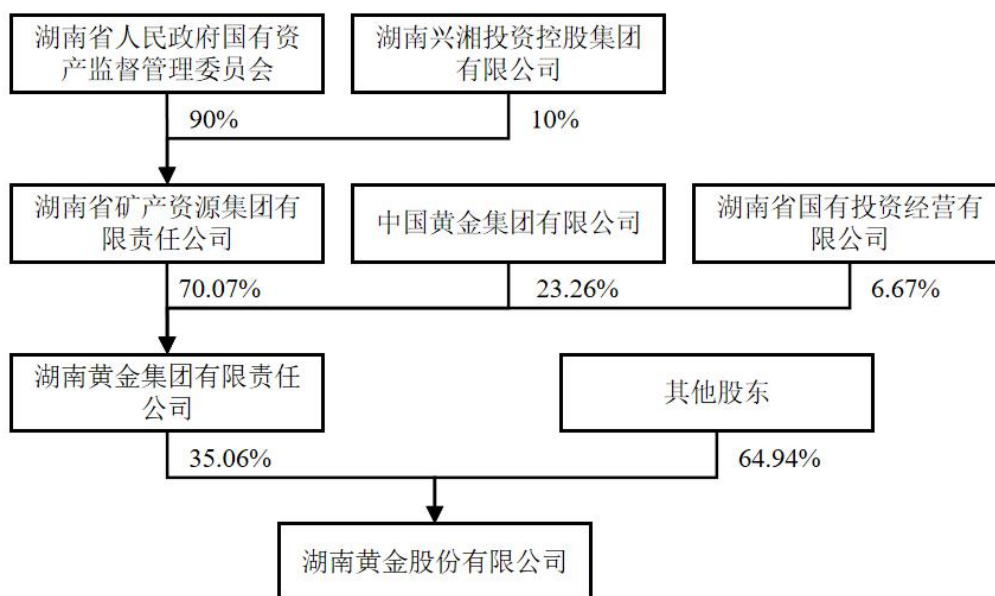 湖南省人民政府国有资
产监督管理委员会
湖南兴湘投资控股集团
有限公司
90%
10%
湖南省矿产资源集团有
限责任公司
中国黄金集团有限公司
湖南省国有投资经营有
限公司
70.07%
23.26%
6.67%
湖南黄金集团有限责任
公司
其他股东
35.06%
64.94%
湖南黄金股份有限公司